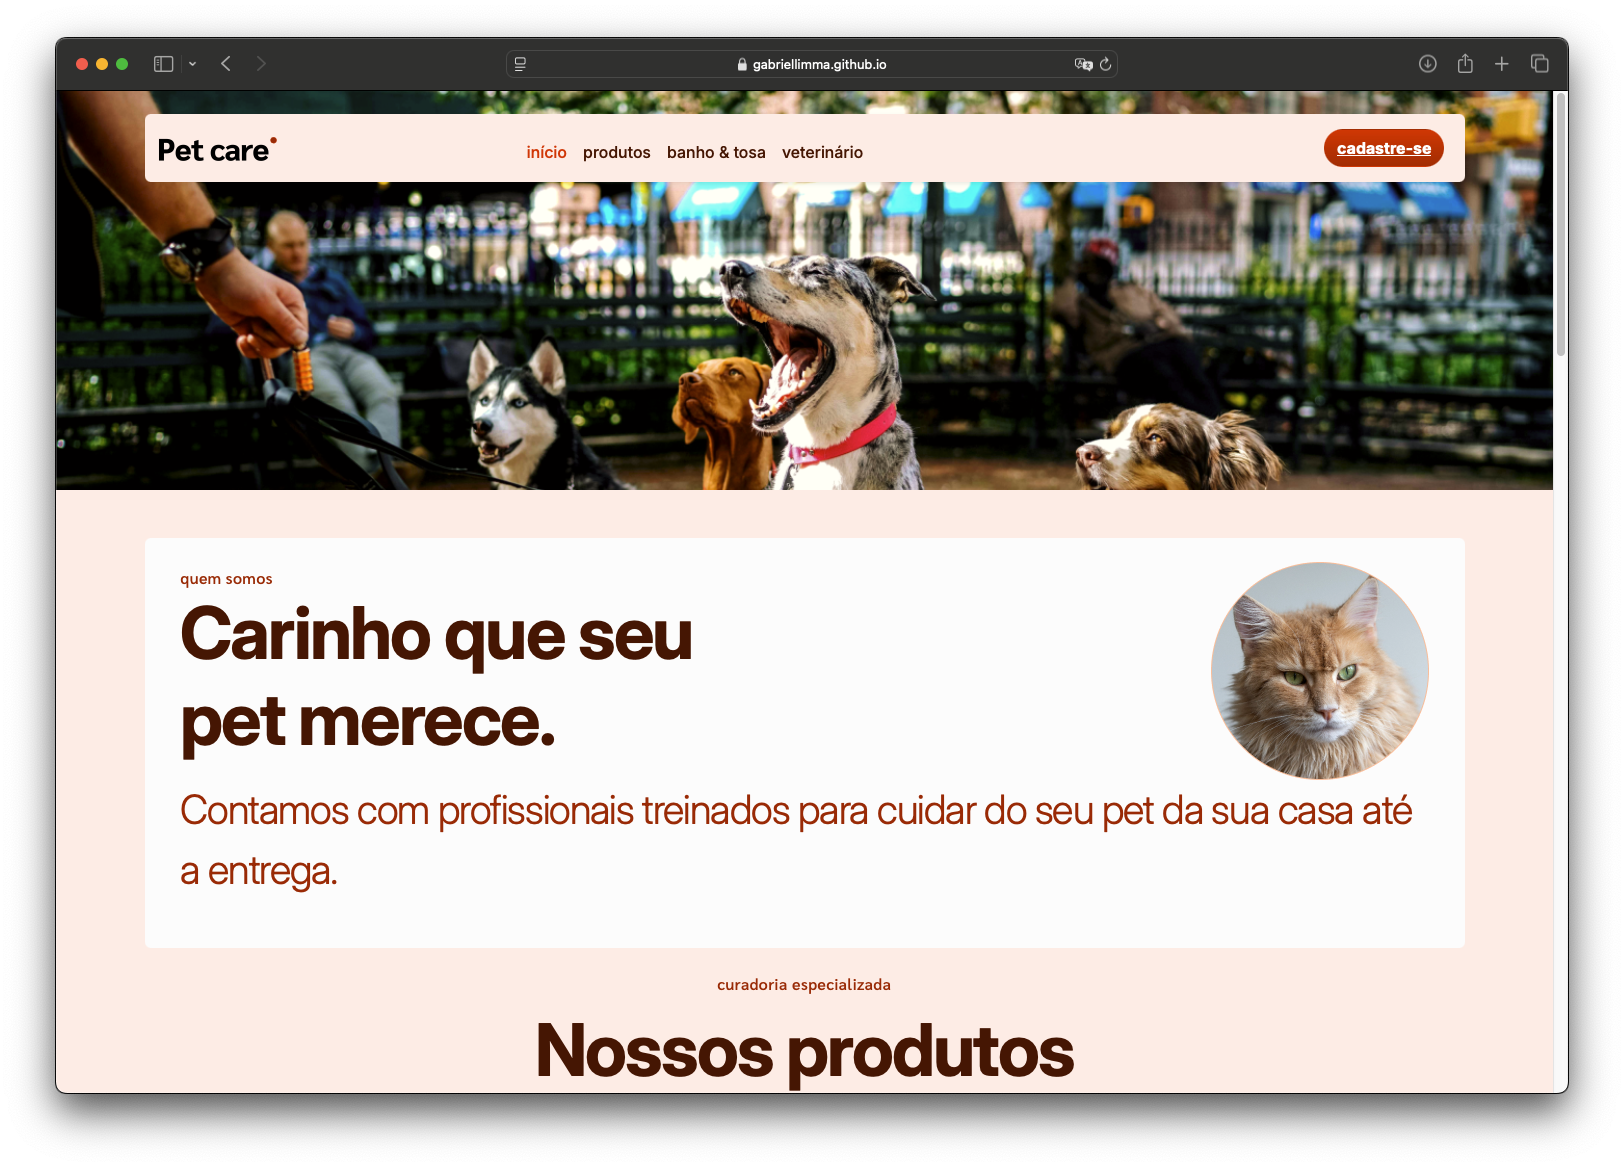 gabriellimma.github.io
Pet care
início produtos banho & tosa veterinário
cadastre-se
quem somos
Carinho que seu
pet merece.
Contamos com profissionais treinados para cuidar do seu pet da sua casa até
a entrega.
curadoria especializada
Nossos produtos